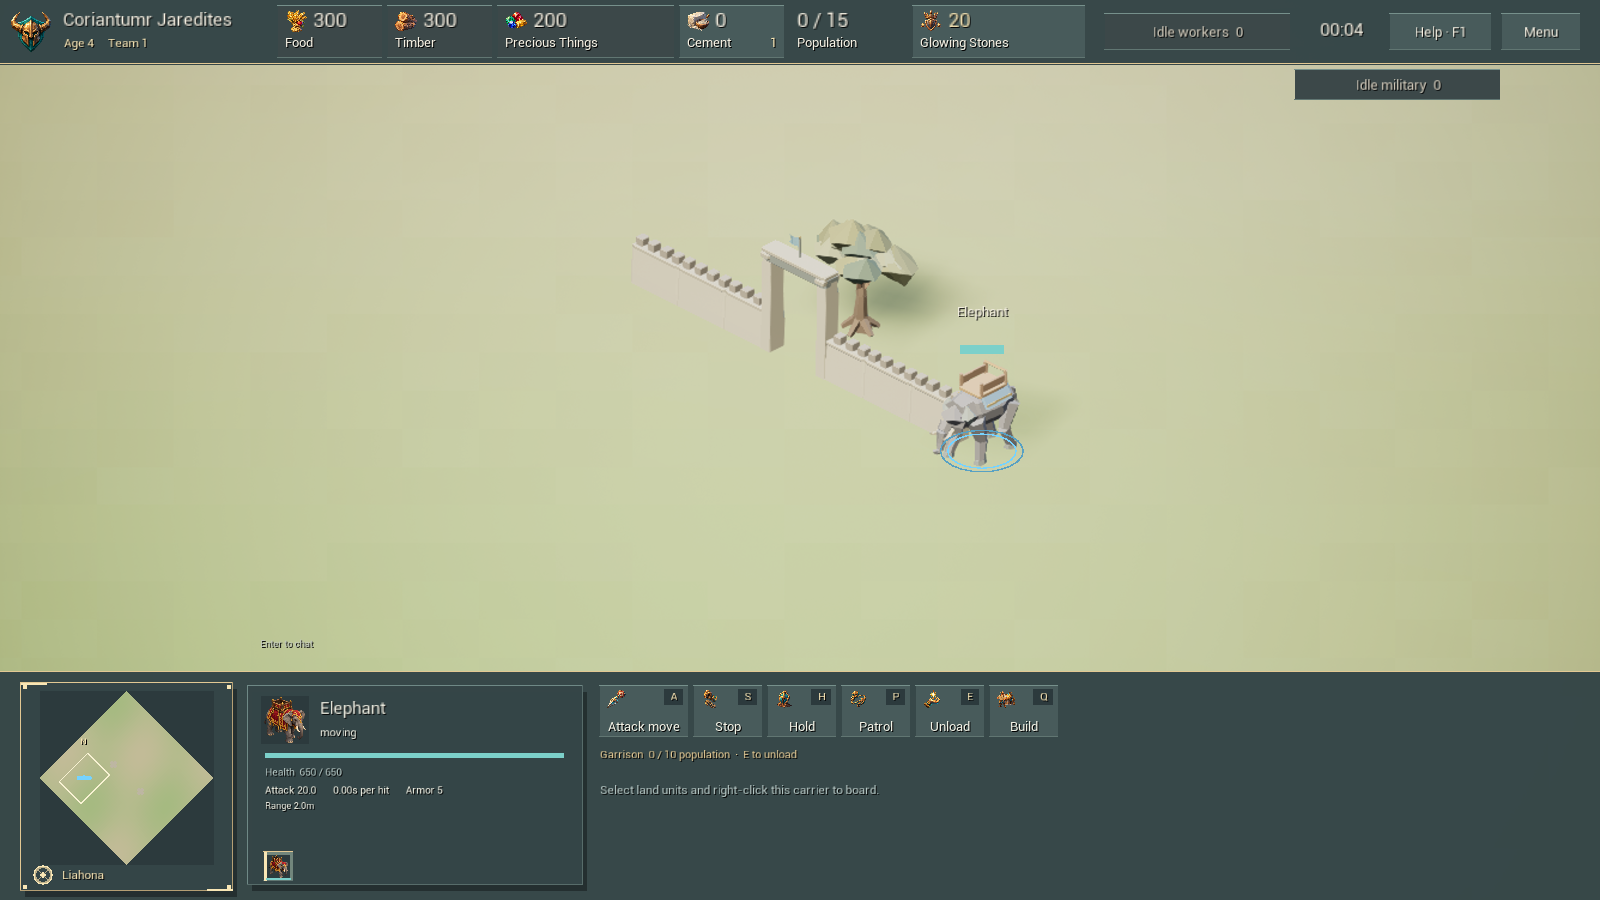 Coriantumr Jaredites
Age 4 Team 1
300
Food
300
Timber
200
Precious Things
0
Cement 1
0 / 15
Population
20
Glowing Stones
Idle workers 0
00:04
Help · F1
Menu
Idle military 0
Elephant
Enter to chat
N
Liahona
Elephant
moving
Health 650 / 650
Attack 20.0 0.00s per hit Armor 5
Range 2.0m
A
Attack move
S
Stop
H
Hold
P
Patrol
E
Unload
Q
Build
Garrison 0 / 10 population · E to unload
Select land units and right-click this carrier to board.